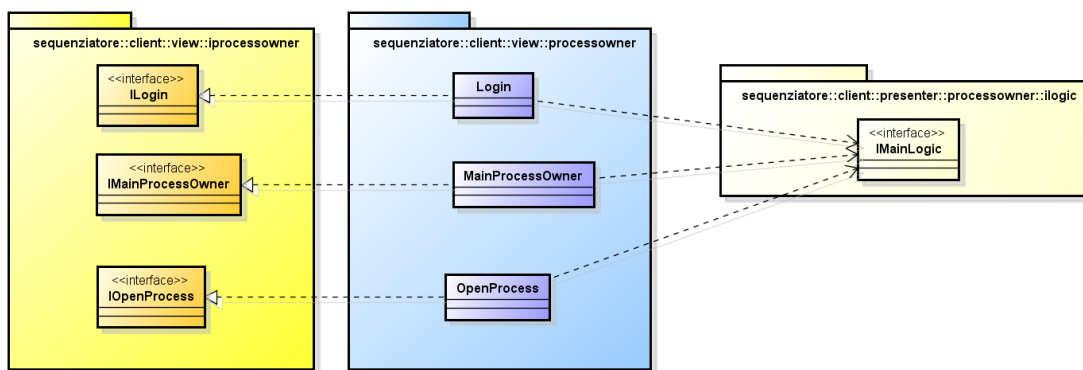 sequenziatore::client::view::iprocessowner
<<interface>>
ILogin
<<interface>>
IMainProcessOwner
<<interface>>
IOpenProcess
sequenziatore::client::view::processowner
Login
MainProcessOwner
OpenProcess
sequenziatore::client::presenter::processowner::ilogic
<<interface>>
IMainLogic